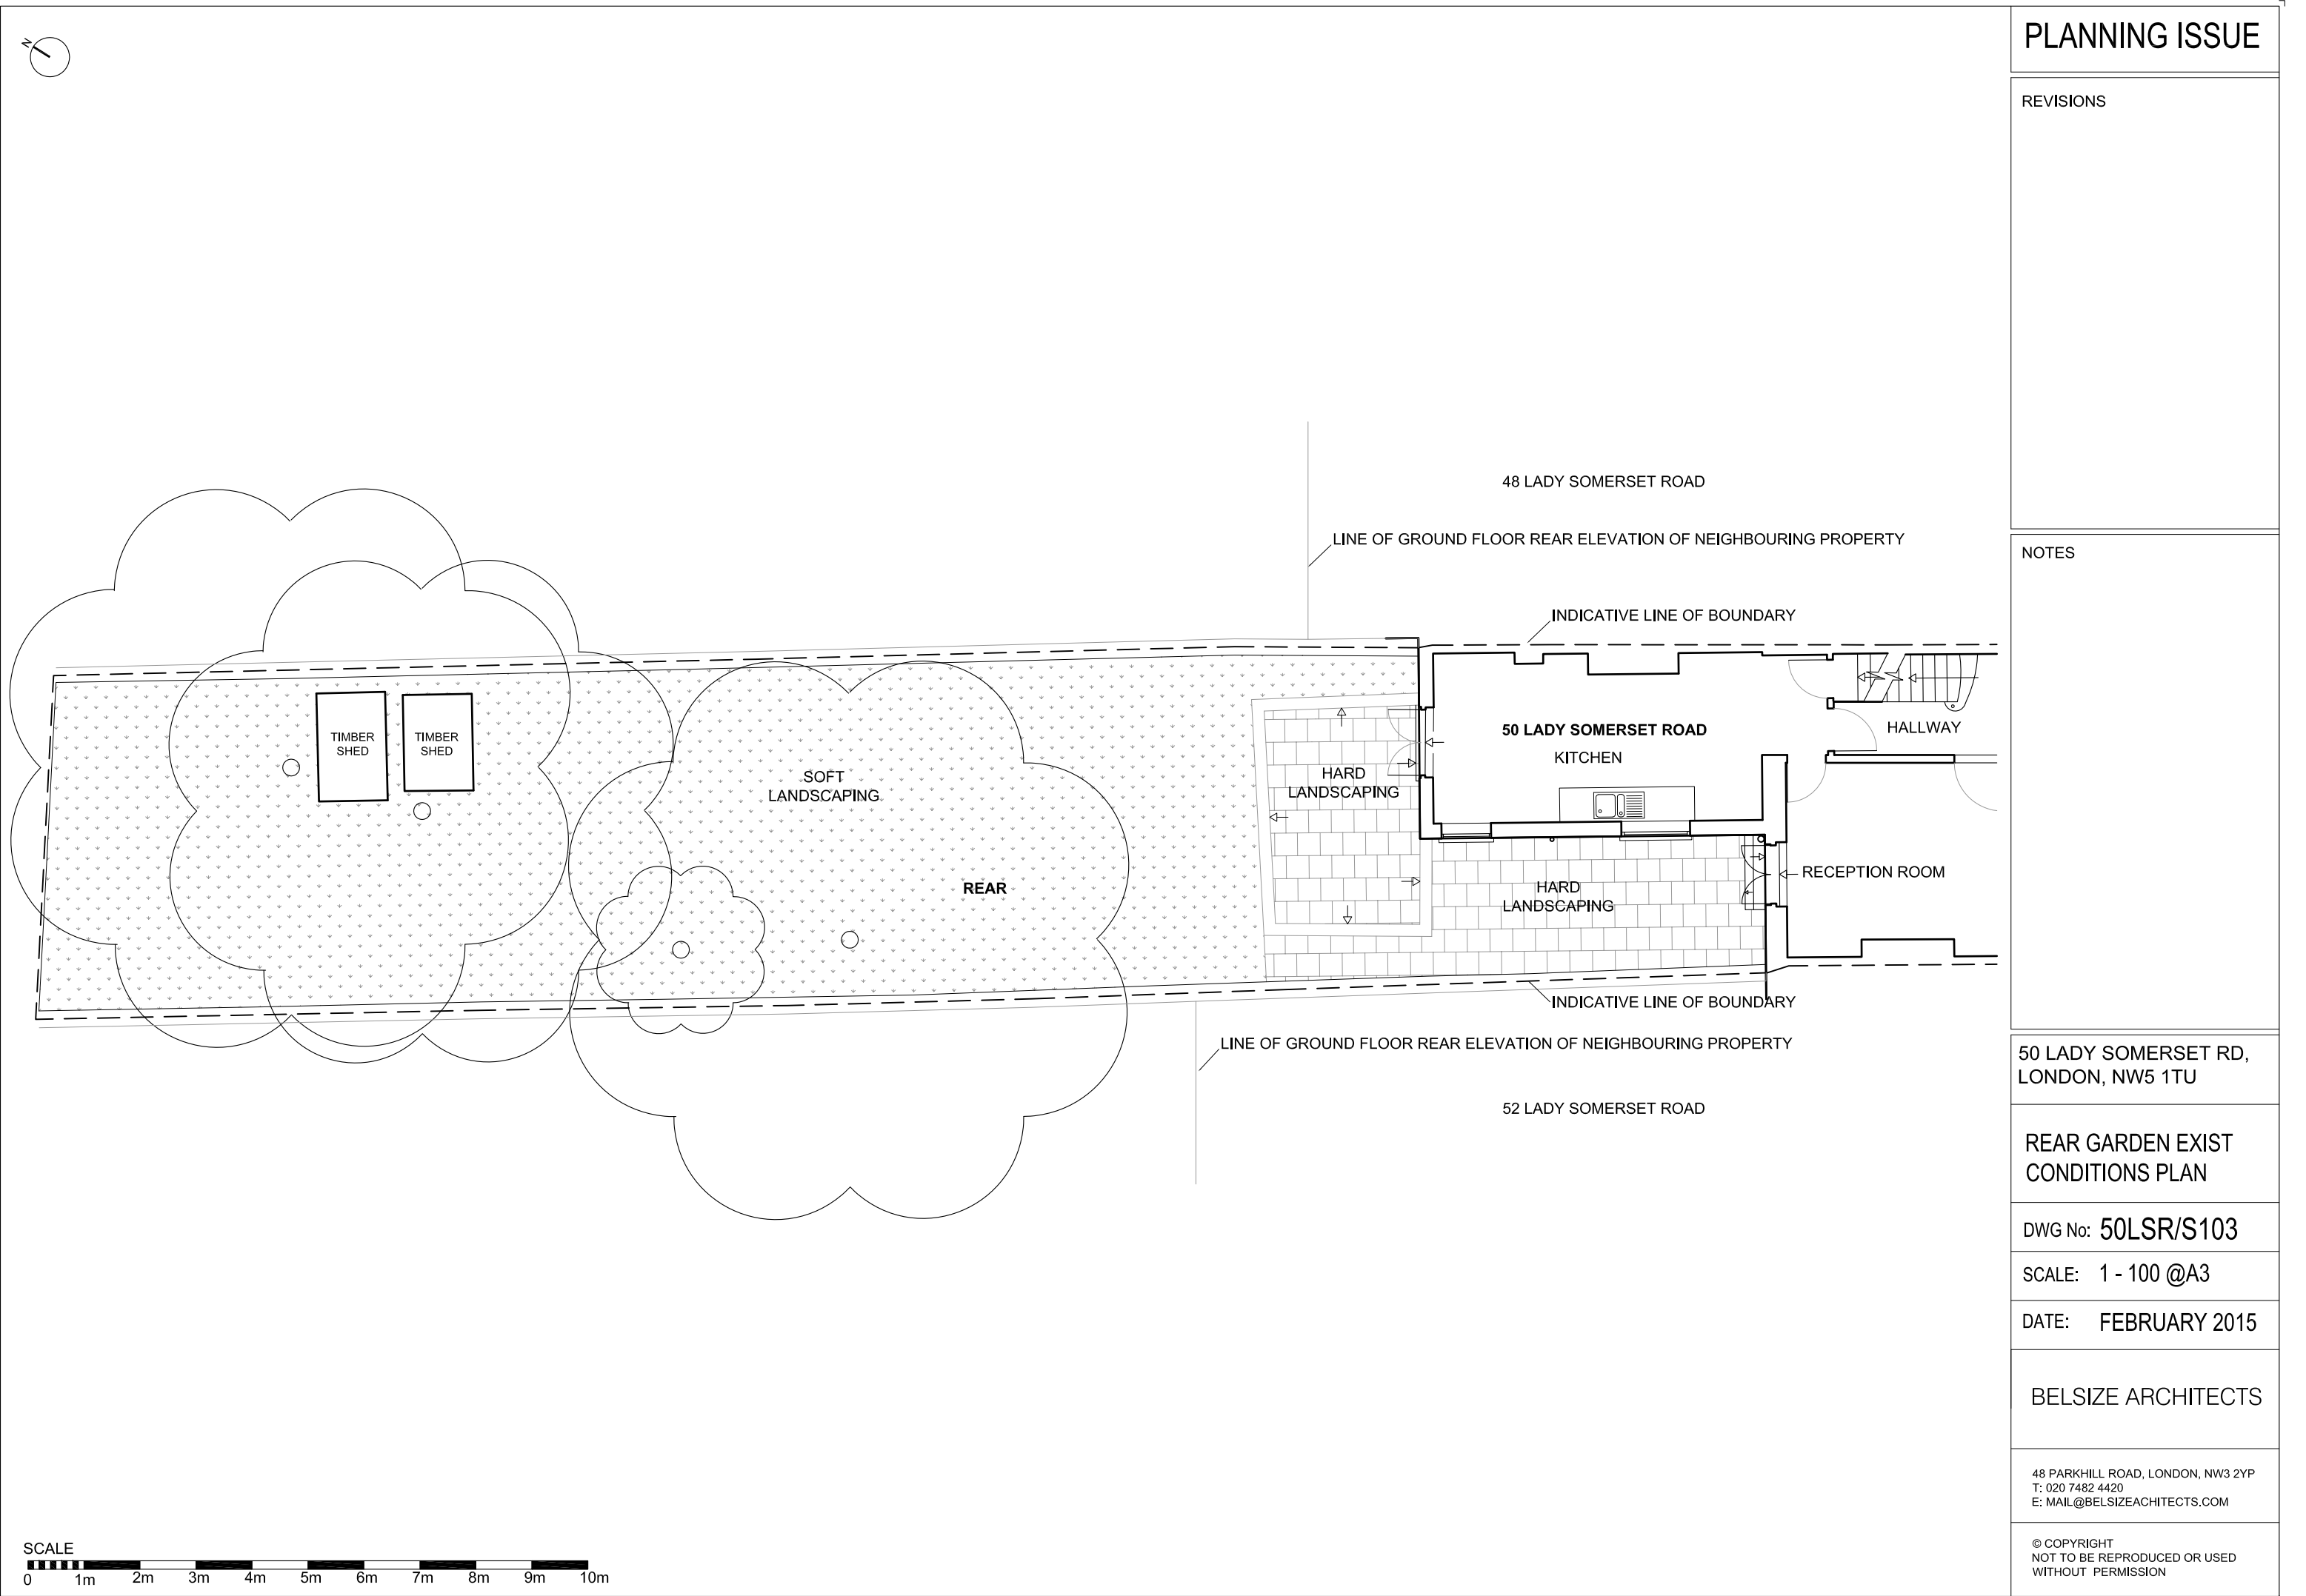 N
PLANNING ISSUE
REVISIONS
48 LADY SOMERSET ROAD
LINE OF GROUND FLOOR REAR ELEVATION OF NEIGHBOURING PROPERTY
NOTES
INDICATIVE LINE OF BOUNDARY
TIMBER
SHED
TIMBER
SHED
50 LADY SOMERSET ROAD
KITCHEN
HALLWAY
SOFT
LANDSCAPING
HARD
LANDSCAPING
REAR
HARD
LANDSCAPING
RECEPTION ROOM
INDICATIVE LINE OF BOUNDARY
LINE OF GROUND FLOOR REAR ELEVATION OF NEIGHBOURING PROPERTY
52 LADY SOMERSET ROAD
50 LADY SOMERSET RD,
LONDON, NW5 1TU
REAR GARDEN EXIST
CONDITIONS PLAN
DWG No: 50LSR/S103
SCALE: 1 - 100 @A3
DATE: FEBRUARY 2015
BELSIZE ARCHITECTS
48 PARKHILL ROAD, LONDON, NW3 2YP
T: 020 7482 4420
E: MAIL@BELSIZEACHITECTS.COM
© COPYRIGHT
NOT TO BE REPRODUCED OR USED
WITHOUT PERMISSION
SCALE
0 1m 2m 3m 4m 5m 6m 7m 8m 9m 10m